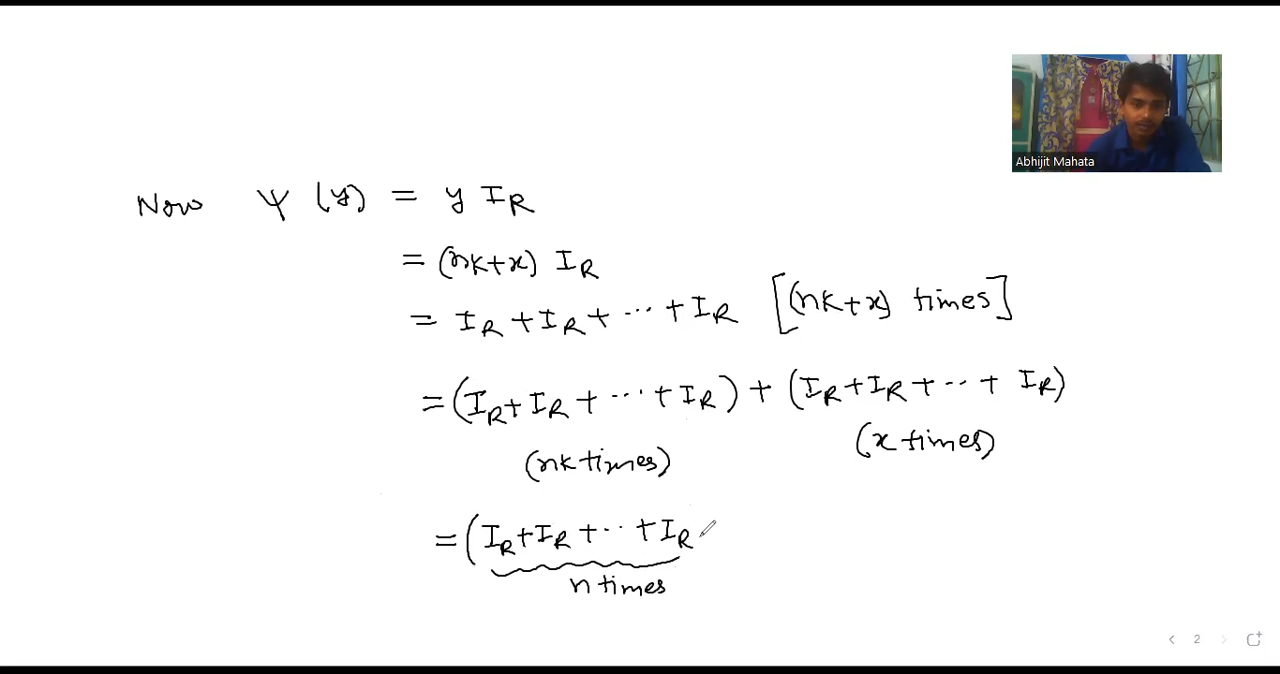 Abhijit Mahata
Now ψ (y) = y I_R
= (nk+x) I_R
= I_R + I_R + ··· + I_R [(nk+x) times]
= (I_R + I_R + ··· + I_R) + (I_R + I_R + ·· + I_R)
(nk times) (x times)
= (I_R + I_R + ·· + I_R
n times
2